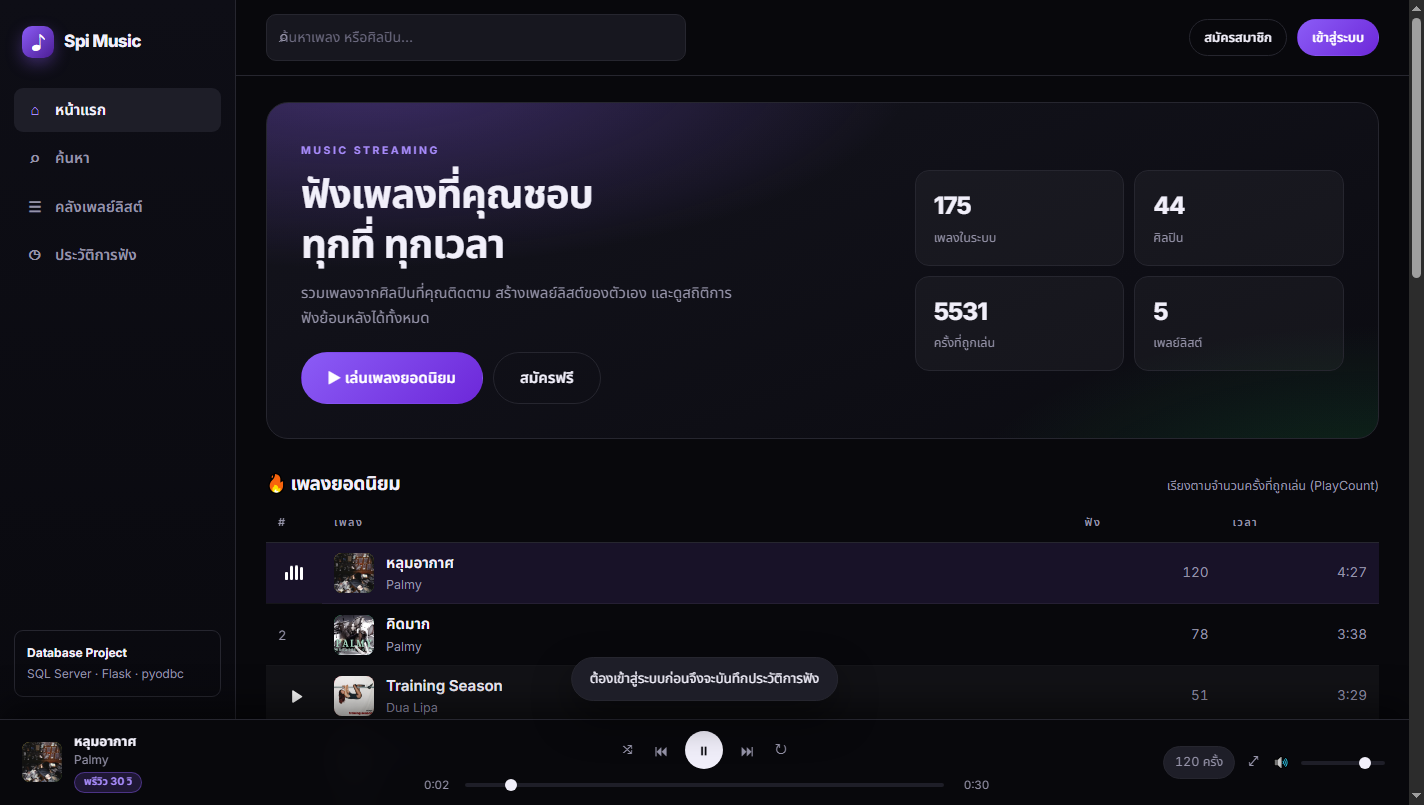 Spi Music
ค้นหาเพลง หรือศิลปิน...
สมัครสมาชิก
เข้าสู่ระบบ
หน้าแรก
ค้นหา
คลังเพลย์ลิสต์
ประวัติการฟัง
MUSIC STREAMING
ฟังเพลงที่คุณชอบ
ทุกที่ ทุกเวลา
รวมเพลงจากศิลปินที่คุณติดตาม สร้างเพลย์ลิสต์ของตัวเอง และดูสถิติการ
ฟังย้อนหลังได้ทั้งหมด
เล่นเพลงยอดนิยม
สมัครฟรี
175
เพลงในระบบ
44
ศิลปิน
5531
ครั้งที่ถูกเล่น
5
เพลย์ลิสต์
เพลงยอดนิยม
เรียงตามจำนวนครั้งที่ถูกเล่น (PlayCount)
# เพลง ฟัง เวลา
หลุมอากาศ
Palmy
120 4:27
2
คิดมาก
Palmy
78 3:38
Training Season
Dua Lipa
51 3:29
ต้องเข้าสู่ระบบก่อนจึงจะบันทึกประวัติการฟัง
Database Project
SQL Server · Flask · pyodbc
หลุมอากาศ
Palmy
พรีวิว 30 วิ
0:02
0:30
120 ครั้ง